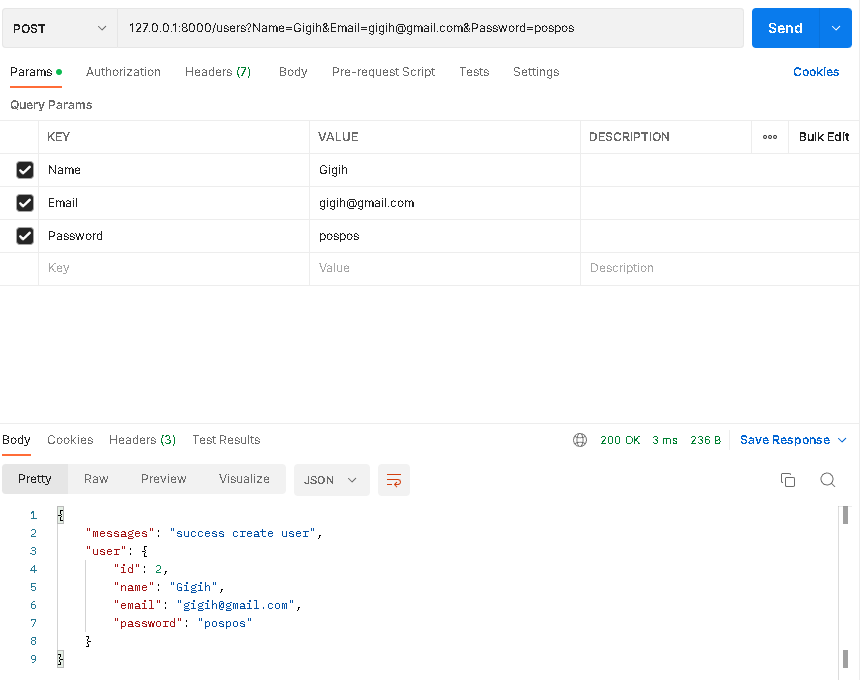 POST 127.0.0.1:8000/users?Name=Gigih&Email=gigih@gmail.com&Password=pospos Send
Params Authorization Headers (7) Body Pre-request Script Tests Settings Cookies
Query Params
KEY VALUE DESCRIPTION ooo Bulk Edit
Name Gigih
Email gigih@gmail.com
Password pospos
Key Value Description
Body Cookies Headers (3) Test Results 200 OK 3 ms 236 B Save Response
Pretty Raw Preview Visualize JSON
1 {
2 "messages": "success create user",
3 "user": {
4 "id": 2,
5 "name": "Gigih",
6 "email": "gigih@gmail.com",
7 "password": "pospos"
8 }
9 }